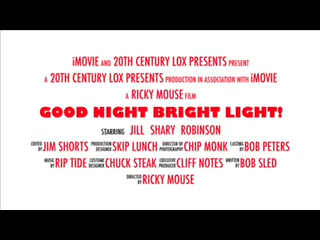 iMOVIE AND 20TH CENTURY LOX PRESENTS PRESENT
A 20TH CENTURY LOX PRESENTS PRODUCTION IN ASSOCIATION WITH iMOVIE
A RICKY MOUSE FILM
GOOD NIGHT BRIGHT LIGHT!
STARRING JILL SHARY ROBINSON
EDITED BY JIM SHORTS PRODUCTION DESIGNER SKIP LUNCH DIRECTOR OF PHOTOGRAPHY CHIP MONK CASTING BY BOB PETERS
MUSIC BY RIP TIDE COSTUME DESIGNER CHUCK STEAK EXECUTIVE PRODUCER CLIFF NOTES WRITTEN BY BOB SLED
DIRECTED BY RICKY MOUSE